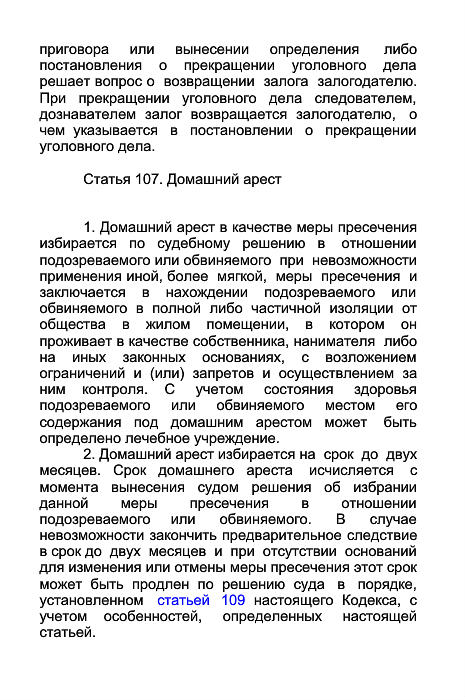 приговора или вынесении определения либо
постановления о прекращении уголовного дела
решает вопрос о возвращении залога залогодателю.
При прекращении уголовного дела следователем,
дознавателем залог возвращается залогодателю, о
чем указывается в постановлении о прекращении
уголовного дела.
Статья 107. Домашний арест
1. Домашний арест в качестве меры пресечения
избирается по судебному решению в отношении
подозреваемого или обвиняемого при невозможности
применения иной, более мягкой, меры пресечения и
заключается в нахождении подозреваемого или
обвиняемого в полной либо частичной изоляции от
общества в жилом помещении, в котором он
проживает в качестве собственника, нанимателя либо
на иных законных основаниях, с возложением
ограничений и (или) запретов и осуществлением за
ним контроля. С учетом состояния здоровья
подозреваемого или обвиняемого местом его
содержания под домашним арестом может быть
определено лечебное учреждение.
2. Домашний арест избирается на срок до двух
месяцев. Срок домашнего ареста исчисляется с
момента вынесения судом решения об избрании
данной меры пресечения в отношении
подозреваемого или обвиняемого. В случае
невозможности закончить предварительное следствие
в срок до двух месяцев и при отсутствии оснований
для изменения или отмены меры пресечения этот срок
может быть продлен по решению суда в порядке,
установленном статьей 109 настоящего Кодекса, с
учетом особенностей, определенных настоящей
статьей.